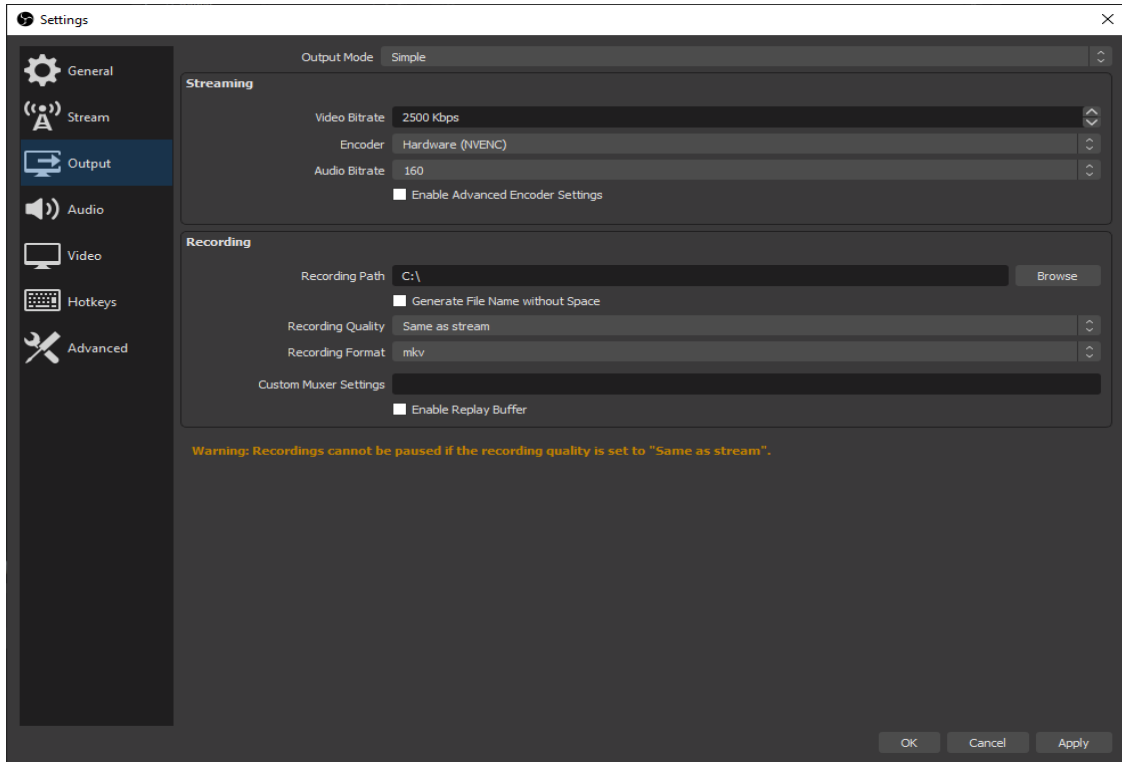 Settings
General
Stream
Output
Audio
Video
Hotkeys
Advanced
Output Mode Simple
Streaming
Video Bitrate 2500 Kbps
Encoder Hardware (NVENC)
Audio Bitrate 160
Enable Advanced Encoder Settings
Recording
Recording Path C:\ Browse
Generate File Name without Space
Recording Quality Same as stream
Recording Format mkv
Custom Muxer Settings
Enable Replay Buffer
Warning: Recordings cannot be paused if the recording quality is set to "Same as stream".
OK Cancel Apply